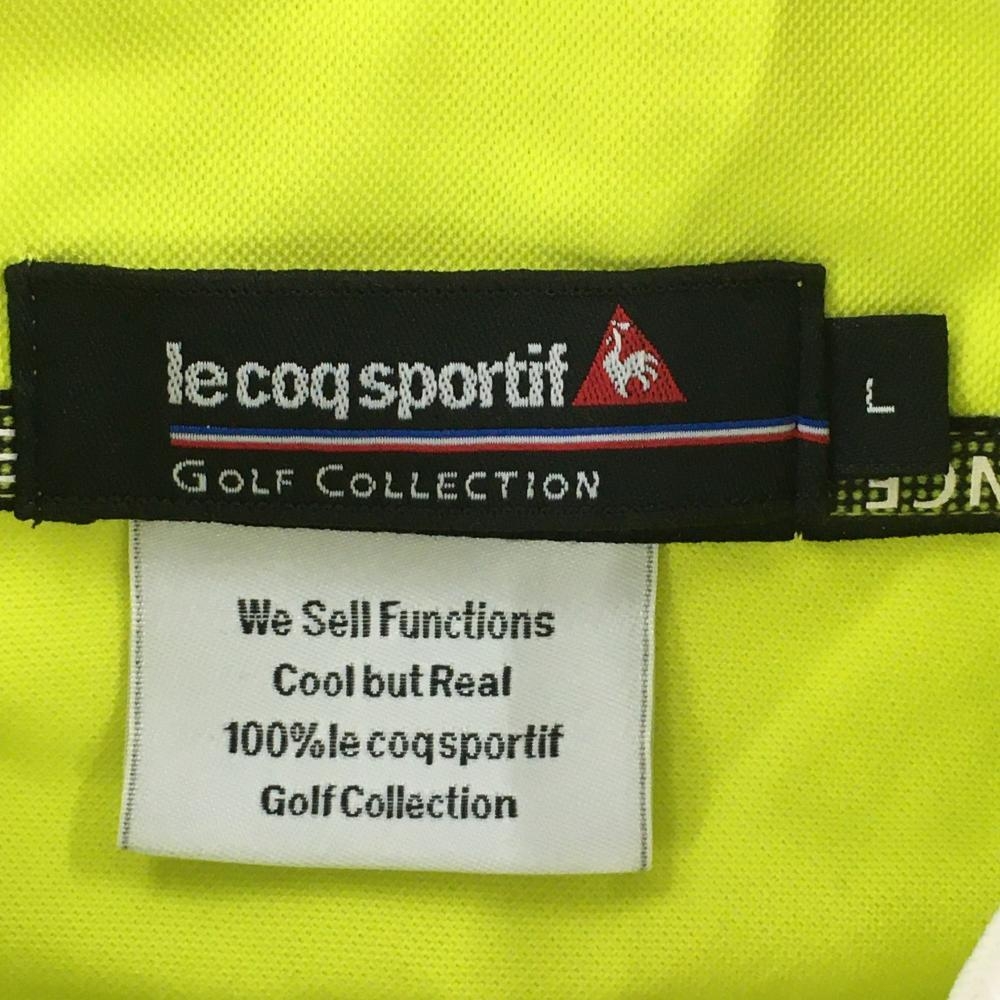 le coq sportif
GOLF COLLECTION
L
We Sell Functions
Cool but Real
100% le coq sportif
Golf Collection